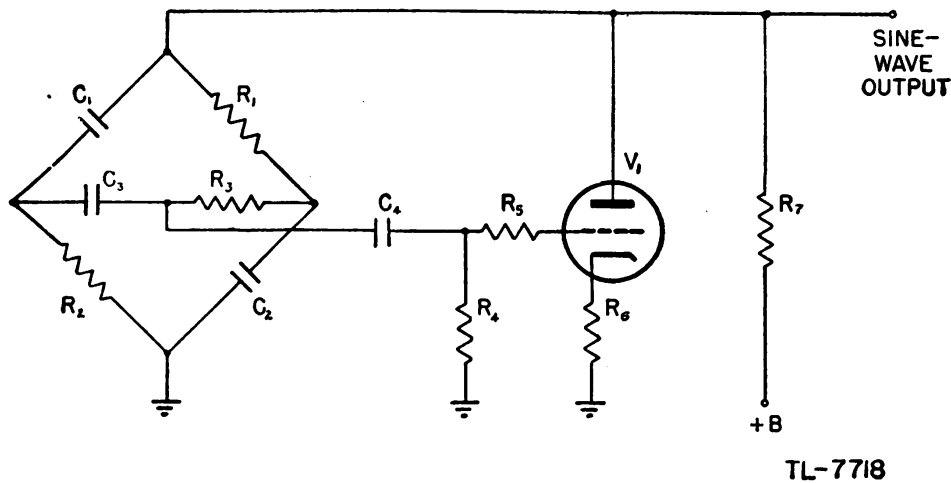 SINE-
WAVE
OUTPUT
C₁
R₁
V₁
C₃
R₃
C₄
R₅
R₇
R₂
C₂
R₄
R₆
+B
TL-7718